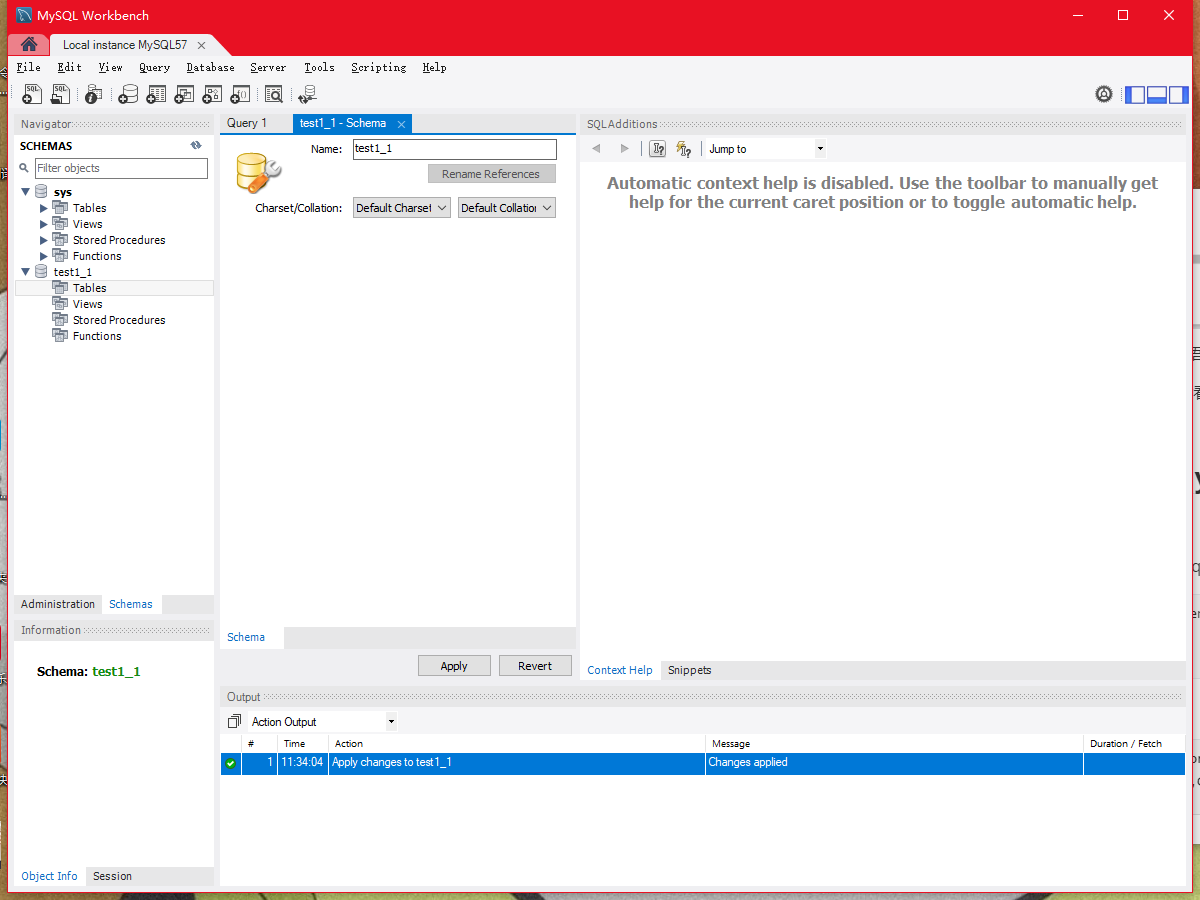 MySQL Workbench
Local instance MySQL57
File Edit View Query Database Server Tools Scripting Help
Navigator
SCHEMAS
Filter objects
sys
Tables
Views
Stored Procedures
Functions
test1_1
Tables
Views
Stored Procedures
Functions
Administration Schemas
Information
Schema: test1_1
Object Info Session
Query 1 test1_1 - Schema
Name: test1_1
Rename References
Charset/Collation: Default Charset Default Collation
Schema
Apply Revert
SQLAdditions
Jump to
Automatic context help is disabled. Use the toolbar to manually get
help for the current caret position or to toggle automatic help.
Context Help Snippets
Output
Action Output
# Time Action Message Duration / Fetch
1 11:34:04 Apply changes to test1_1 Changes applied